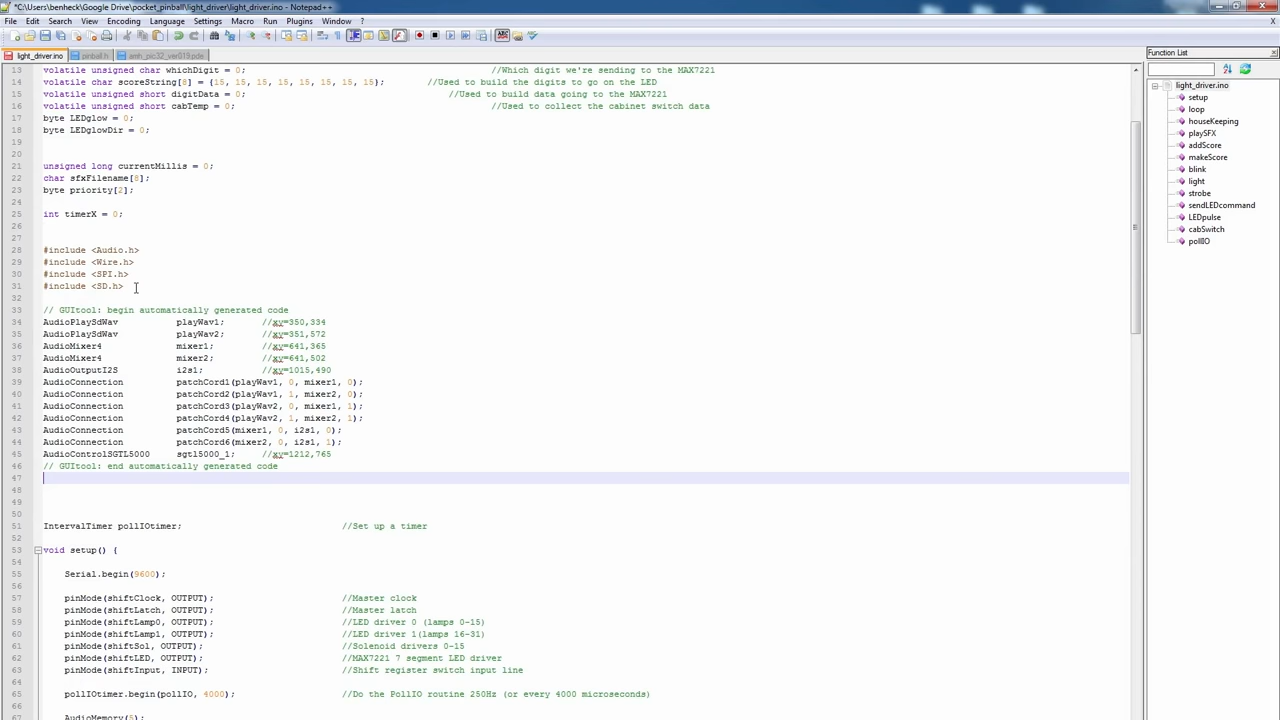 *C:\Users\benheck\Google Drive\pocket_pinball\light_driver\light_driver.ino - Notepad++
File Edit Search View Encoding Language Settings Macro Run Plugins Window ?
light_driver.ino pinball.h amh_pic32_ver019.pde
Function List
13 volatile unsigned char whichDigit = 0; //Which digit we're sending to the MAX7221
14 volatile char scoreString[8] = {15, 15, 15, 15, 15, 15, 15, 15}; //Used to build the digits to go on the LED
15 volatile unsigned short digitData = 0; //Used to build data going to the MAX7221
16 volatile unsigned short cabTemp = 0; //Used to collect the cabinet switch data
17 byte LEDglow = 0;
18 byte LEDglowDir = 0;
19
20
21 unsigned long currentMillis = 0;
22 char sfxFilename[8];
23 byte priority[2];
24
25 int timerX = 0;
26
27
28 #include <Audio.h>
29 #include <Wire.h>
30 #include <SPI.h>
31 #include <SD.h>
32
33 // GUItool: begin automatically generated code
34 AudioPlaySdWav playWav1; //xy=350,334
35 AudioPlaySdWav playWav2; //xy=351,572
36 AudioMixer4 mixer1; //xy=641,365
37 AudioMixer4 mixer2; //xy=641,502
38 AudioOutputI2S i2s1; //xy=1015,490
39 AudioConnection patchCord1(playWav1, 0, mixer1, 0);
40 AudioConnection patchCord2(playWav1, 1, mixer2, 0);
41 AudioConnection patchCord3(playWav2, 0, mixer1, 1);
42 AudioConnection patchCord4(playWav2, 1, mixer2, 1);
43 AudioConnection patchCord5(mixer1, 0, i2s1, 0);
44 AudioConnection patchCord6(mixer2, 0, i2s1, 1);
45 AudioControlSGTL5000 sgtl5000_1; //xy=1212,765
46 // GUItool: end automatically generated code
47
48
49
50
51 IntervalTimer pollIOtimer; //Set up a timer
52
53 void setup() {
54
55 Serial.begin(9600);
56
57 pinMode(shiftClock, OUTPUT); //Master clock
58 pinMode(shiftLatch, OUTPUT); //Master latch
59 pinMode(shiftLamp0, OUTPUT); //LED driver 0 (lamps 0-15)
60 pinMode(shiftLamp1, OUTPUT); //LED driver 1(lamps 16-31)
61 pinMode(shiftSol, OUTPUT); //Solenoid drivers 0-15
62 pinMode(shiftLED, OUTPUT); //MAX7221 7 segment LED driver
63 pinMode(shiftInput, INPUT); //Shift register switch input line
64
65 pollIOtimer.begin(pollIO, 4000); //Do the PollIO routine 250Hz (or every 4000 microseconds)
66
67 AudioMemory(5);
light_driver.ino
setup
loop
houseKeeping
playSFX
addScore
makeScore
blink
light
strobe
sendLEDcommand
LEDpulse
cabSwitch
pollIO